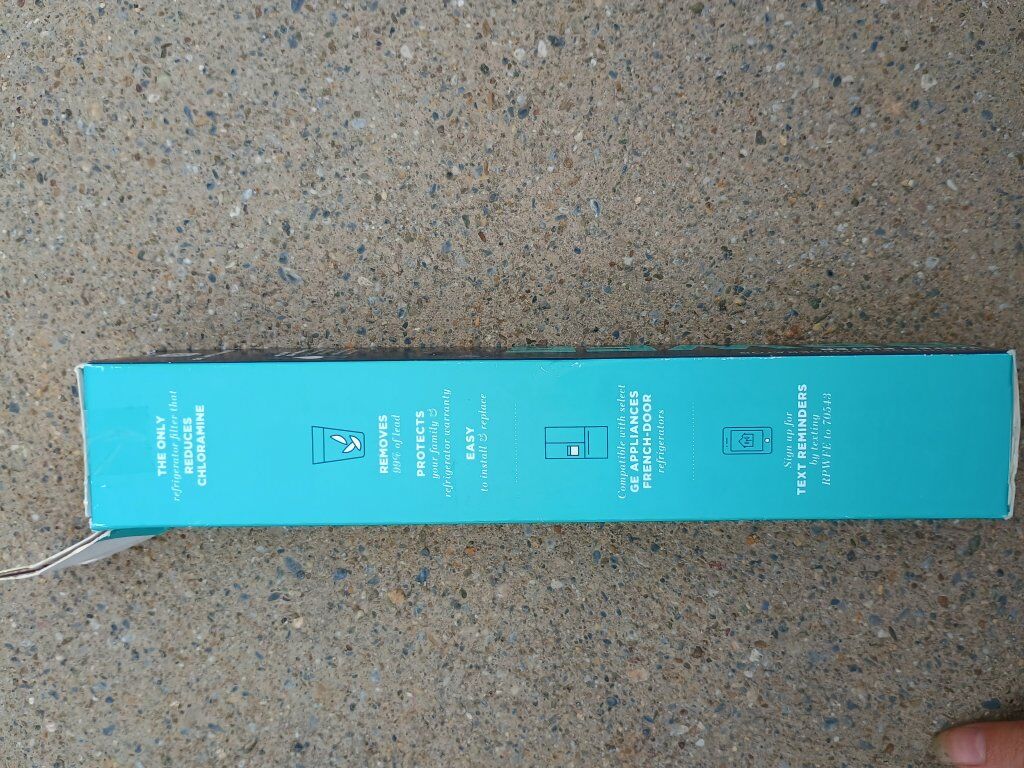 THE ONLY
refrigerator filter that
REDUCES
CHLORAMINE
REMOVES
99% of lead
PROTECTS
your family &
refrigerator warranty
EASY
to install & replace
Compatible with select
GE APPLIANCES
FRENCH-DOOR
refrigerators
Sign up for
TEXT REMINDERS
by texting
RPWFE to 70543